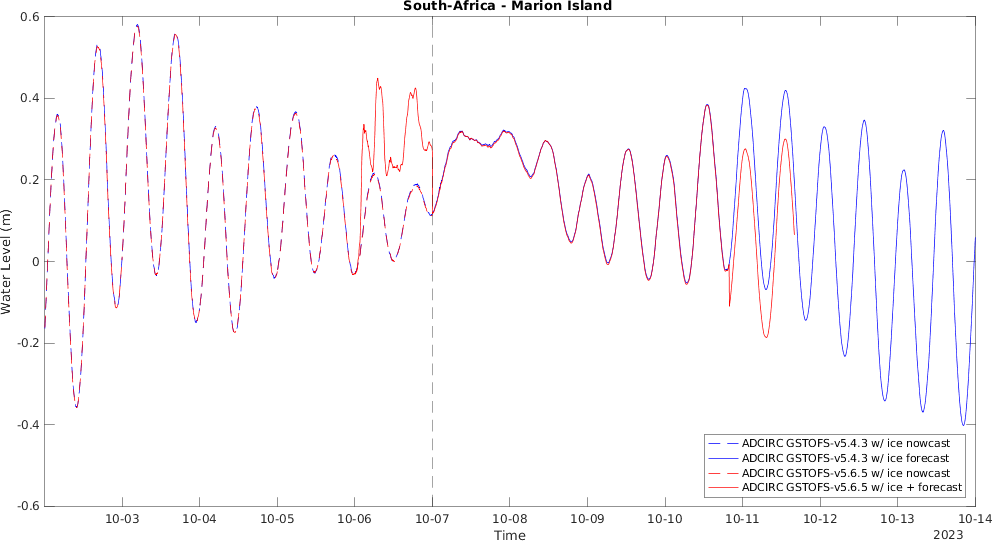 South-Africa - Marion Island
Water Level (m)
0.6
0.4
0.2
0
-0.2
-0.4
-0.6
10-03
10-04
10-05
10-06
10-07
10-08
10-09
10-10
10-11
10-12
10-13
10-14
Time
2023
ADCIRC GSTOFS-v5.4.3 w/ ice nowcast
ADCIRC GSTOFS-v5.4.3 w/ ice forecast
ADCIRC GSTOFS-v5.6.5 w/ ice nowcast
ADCIRC GSTOFS-v5.6.5 w/ ice + forecast